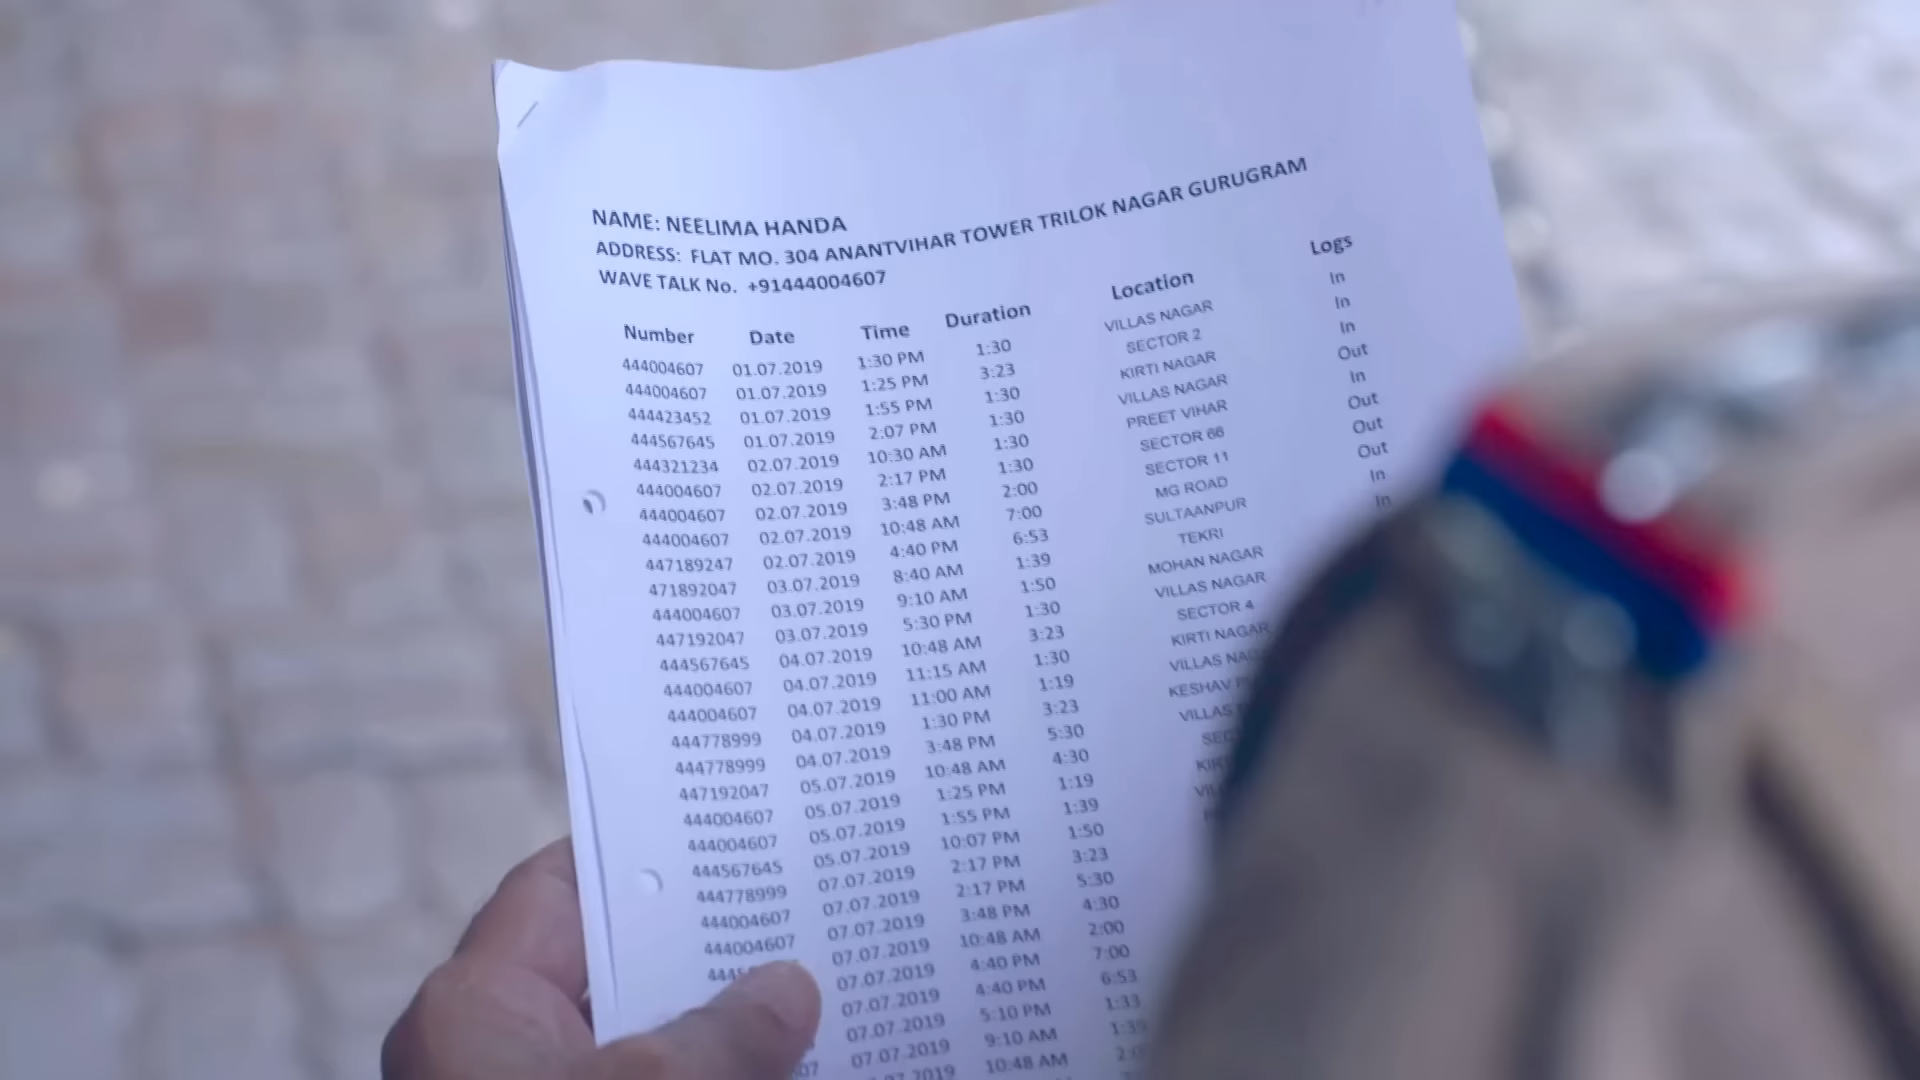 NAME: NEELIMA HANDA
ADDRESS: FLAT MO. 304 ANANTVIHAR TOWER TRILOK NAGAR GURUGRAM
WAVE TALK No. +91444004607
Number Date Time Duration Location Logs
444004607 01.07.2019 1:30 PM 1:30 VILLAS NAGAR In
444004607 01.07.2019 1:25 PM 3:23 SECTOR 2 In
444423452 01.07.2019 1:55 PM 1:30 KIRTI NAGAR In
444567645 01.07.2019 2:07 PM 1:30 VILLAS NAGAR Out
444321234 02.07.2019 10:30 AM 1:30 PREET VIHAR In
444004607 02.07.2019 2:17 PM 1:30 SECTOR 66 Out
444004607 02.07.2019 3:48 PM 2:00 SECTOR 11 Out
444004607 02.07.2019 10:48 AM 7:00 MG ROAD Out
447189247 02.07.2019 4:40 PM 6:53 SULTAANPUR In
471892047 03.07.2019 8:40 AM 1:39 TEKRI In
444004607 03.07.2019 9:10 AM 1:50 MOHAN NAGAR
447192047 03.07.2019 5:30 PM 1:30 VILLAS NAGAR
444567645 04.07.2019 10:48 AM 3:23 SECTOR 4
444004607 04.07.2019 11:15 AM 1:30 KIRTI NAGAR
444004607 04.07.2019 11:00 AM 1:19 VILLAS
444778999 04.07.2019 1:30 PM 3:23 KESHAV
444778999 04.07.2019 3:48 PM 5:30 VILLAS
447192047 05.07.2019 10:48 AM 4:30
444004607 05.07.2019 1:25 PM 1:19
444004607 05.07.2019 1:55 PM 1:39
444567645 05.07.2019 10:07 PM 1:50
444778999 07.07.2019 2:17 PM 3:23
444004607 07.07.2019 2:17 PM 5:30
444004607 07.07.2019 3:48 PM 4:30
07.07.2019 10:48 AM 2:00
07.07.2019 4:40 PM 7:00
07.07.2019 4:40 PM 6:53
07.07.2019 5:10 PM 1:33
07.07.2019 9:10 AM 1:39
10:48 AM